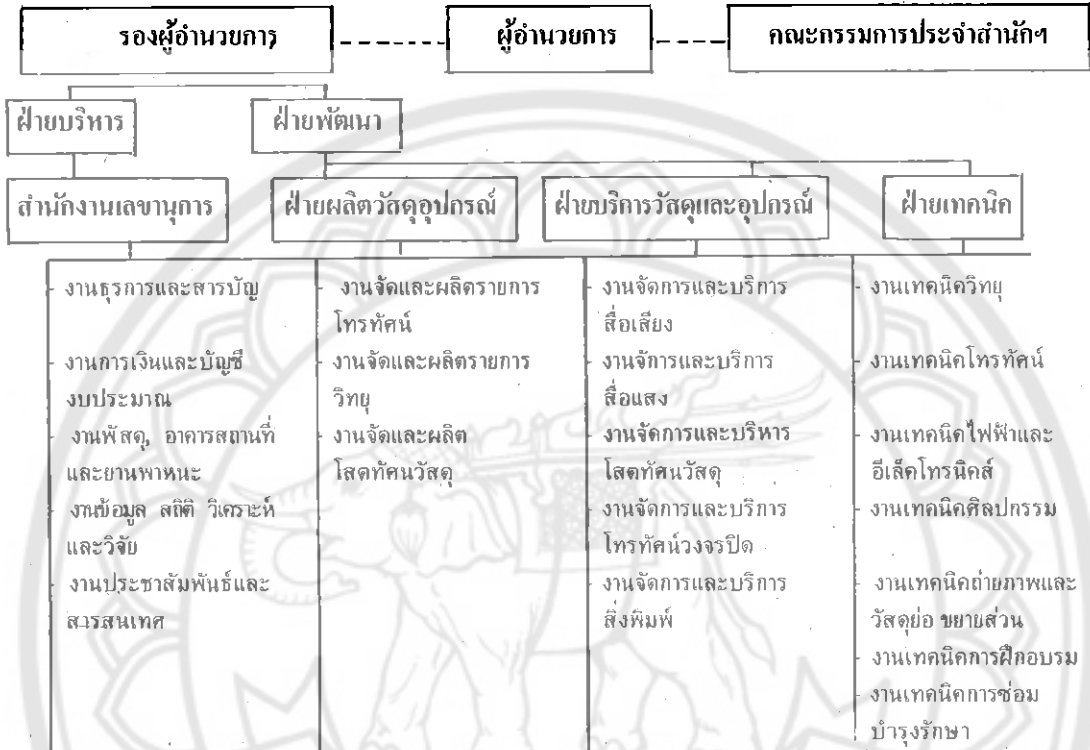 รองผู้อำนวยการ
ผู้อำนวยการ
คณะกรรมการประจำสำนักฯ
ฝ่ายบริหาร
ฝ่ายพัฒนา
สำนักงานเลขานุการ
ฝ่ายผลิตวัสดุอุปกรณ์
ฝ่ายบริการวัสดุและอุปกรณ์
ฝ่ายเทคนิค
- งานธุรการและสารบัญ
- งานการเงินและบัญชี
งบประมาณ
งานพัสดุ, อาคารสถานที่
และยานพาหนะ
งานข้อมูล สถิติ วิเคราะห์
และวิจัย
งานประชาสัมพันธ์และ
สารสนเทศ
งานจัดและผลิตรายการ
โทรทัศน์
- งานจัดและผลิตรายการ
วิทยุ
- งานจัดและผลิต
โสตทัศนวัสดุ
- งานจัดการและบริการ
สื่อเสียง
- งานจัการและบริการ
สื่อแสง
- งานจัดการและบริหาร
โสตทัศนวัสดุ
- งานจัดการและบริการ
โทรทัศน์วงจรปิด
- งานจัดการและบริการ
สิ่งพิมพ์
- งานเทคนิควิทยุ
- งานเทคนิคโทรทัศน์
- งานเทคนิคไฟฟ้าและ
อีเล็คโทรนิคส์
- งานเทคนิคศิลปกรรม
- งานเทคนิคถ่ายภาพและ
วัสดุย่อ ขยายส่วน
- งานเทคนิคการฝึกอบรม
- งานเทคนิคการซ่อม
บำรุงรักษา